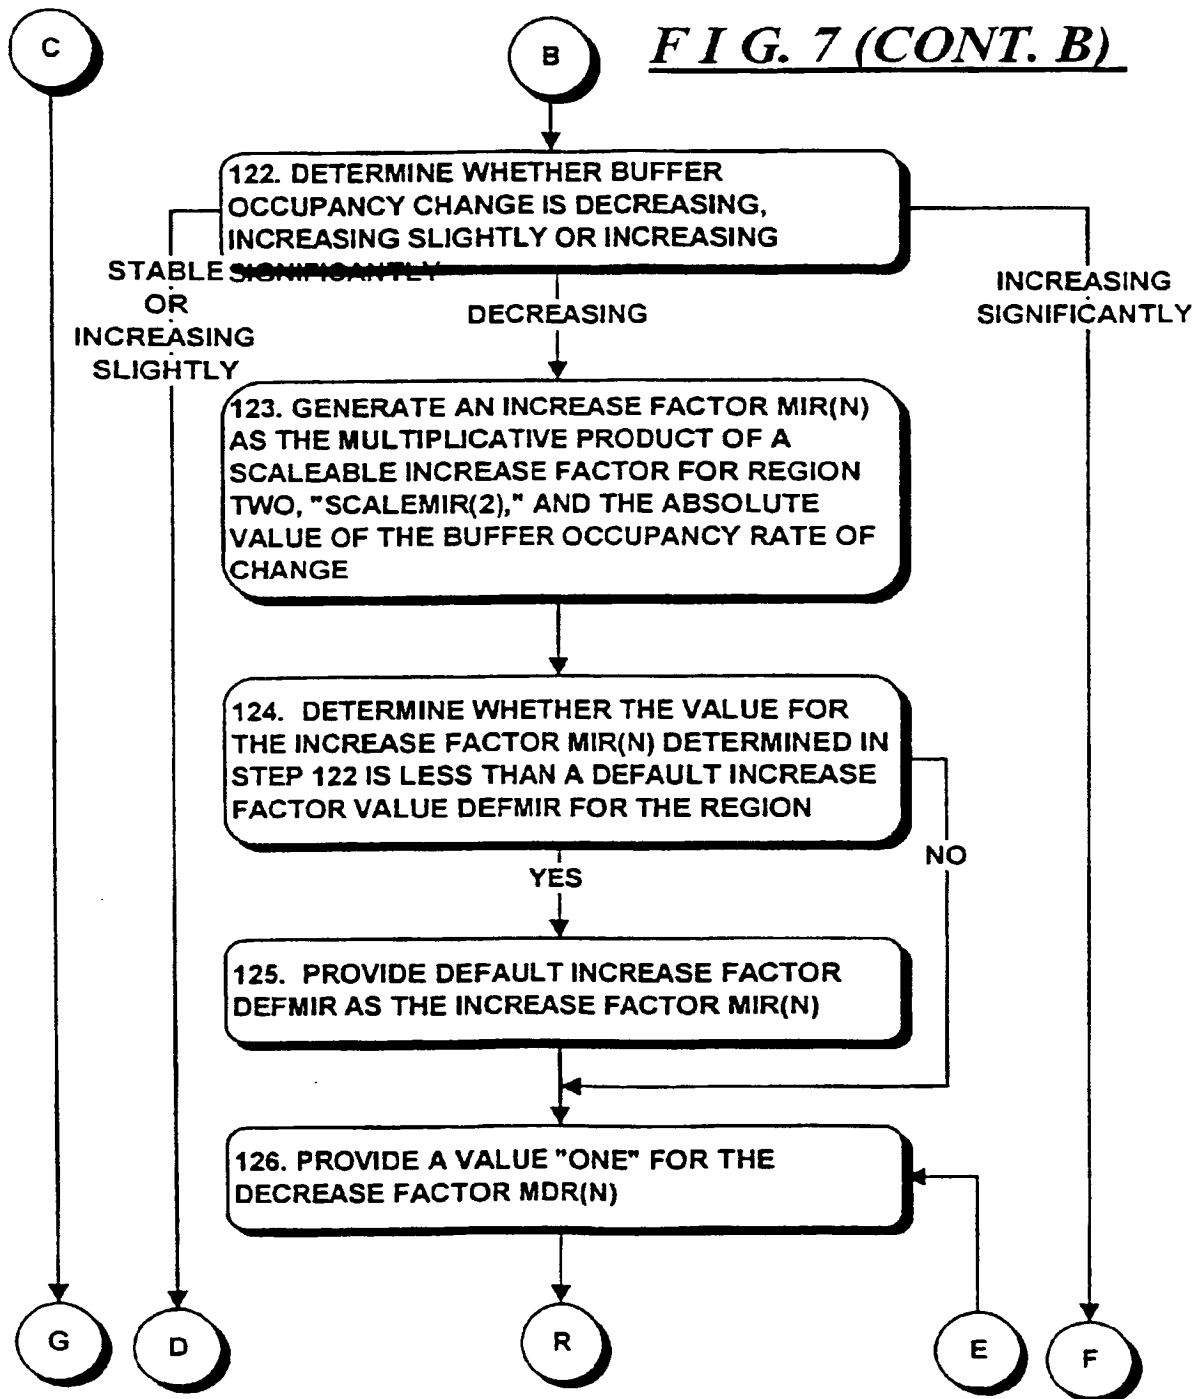 C
B
F I G. 7 (CONT. B)
122. DETERMINE WHETHER BUFFER
OCCUPANCY CHANGE IS DECREASING,
INCREASING SLIGHTLY OR INCREASING
SIGNIFICANTLY
STABLE
OR
INCREASING
SLIGHTLY
DECREASING
INCREASING
SIGNIFICANTLY
123. GENERATE AN INCREASE FACTOR MIR(N)
AS THE MULTIPLICATIVE PRODUCT OF A
SCALEABLE INCREASE FACTOR FOR REGION
TWO, "SCALEMIR(2)," AND THE ABSOLUTE
VALUE OF THE BUFFER OCCUPANCY RATE OF
CHANGE
124. DETERMINE WHETHER THE VALUE FOR
THE INCREASE FACTOR MIR(N) DETERMINED IN
STEP 122 IS LESS THAN A DEFAULT INCREASE
FACTOR VALUE DEFMIR FOR THE REGION
NO
YES
125. PROVIDE DEFAULT INCREASE FACTOR
DEFMIR AS THE INCREASE FACTOR MIR(N)
126. PROVIDE A VALUE "ONE" FOR THE
DECREASE FACTOR MDR(N)
G
D
R
E
F